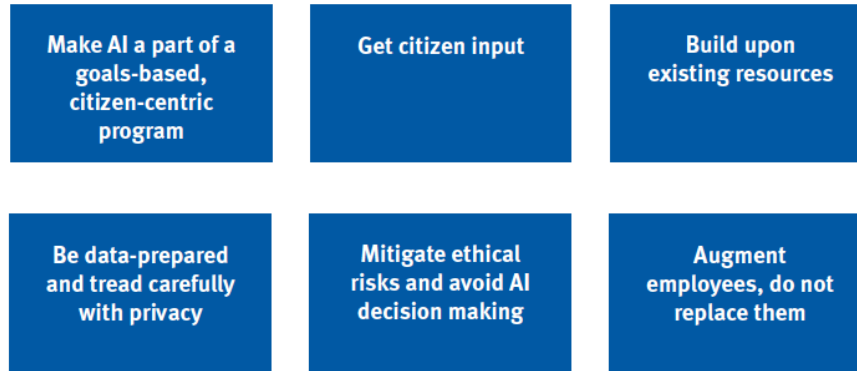 Make AI a part of a
goals-based,
citizen-centric
program
Get citizen input
Build upon
existing resources
Be data-prepared
and tread carefully
with privacy
Mitigate ethical
risks and avoid AI
decision making
Augment
employees, do not
replace them